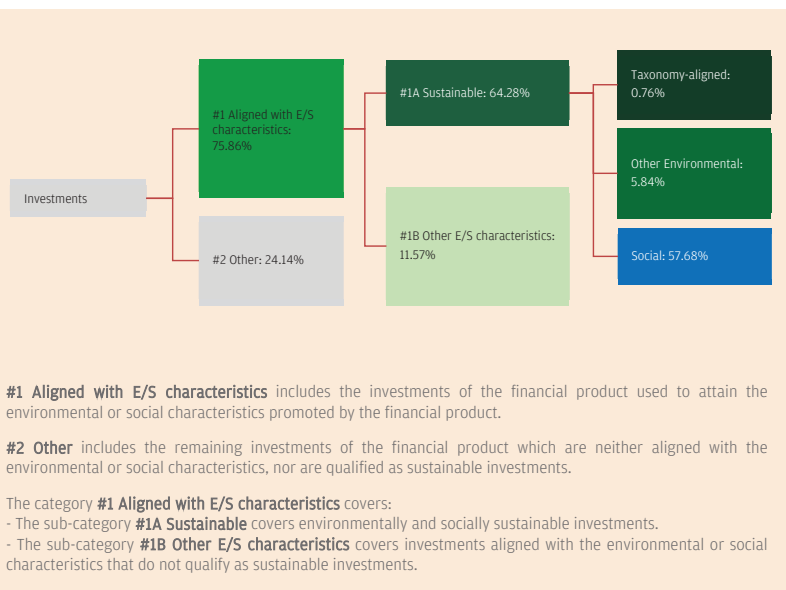 Investments
#1 Aligned with E/S
characteristics:
75.86%
#2 Other: 24.14%
#1A Sustainable: 64.28%
#1B Other E/S characteristics:
11.57%
Taxonomy-aligned:
0.76%
Other Environmental:
5.84%
Social: 57.68%
#1 Aligned with E/S characteristics includes the investments of the financial product used to attain the
environmental or social characteristics promoted by the financial product.
#2 Other includes the remaining investments of the financial product which are neither aligned with the
environmental or social characteristics, nor are qualified as sustainable investments.
The category #1 Aligned with E/S characteristics covers:
- The sub-category #1A Sustainable covers environmentally and socially sustainable investments.
- The sub-category #1B Other E/S characteristics covers investments aligned with the environmental or social
characteristics that do not qualify as sustainable investments.